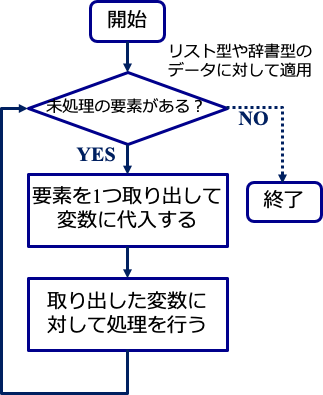 開始
リスト型や辞書型の
データに対して適用
未処理の要素がある？
NO
YES
要素を1つ取り出して
変数に代入する
終了
取り出した変数に
対して処理を行う